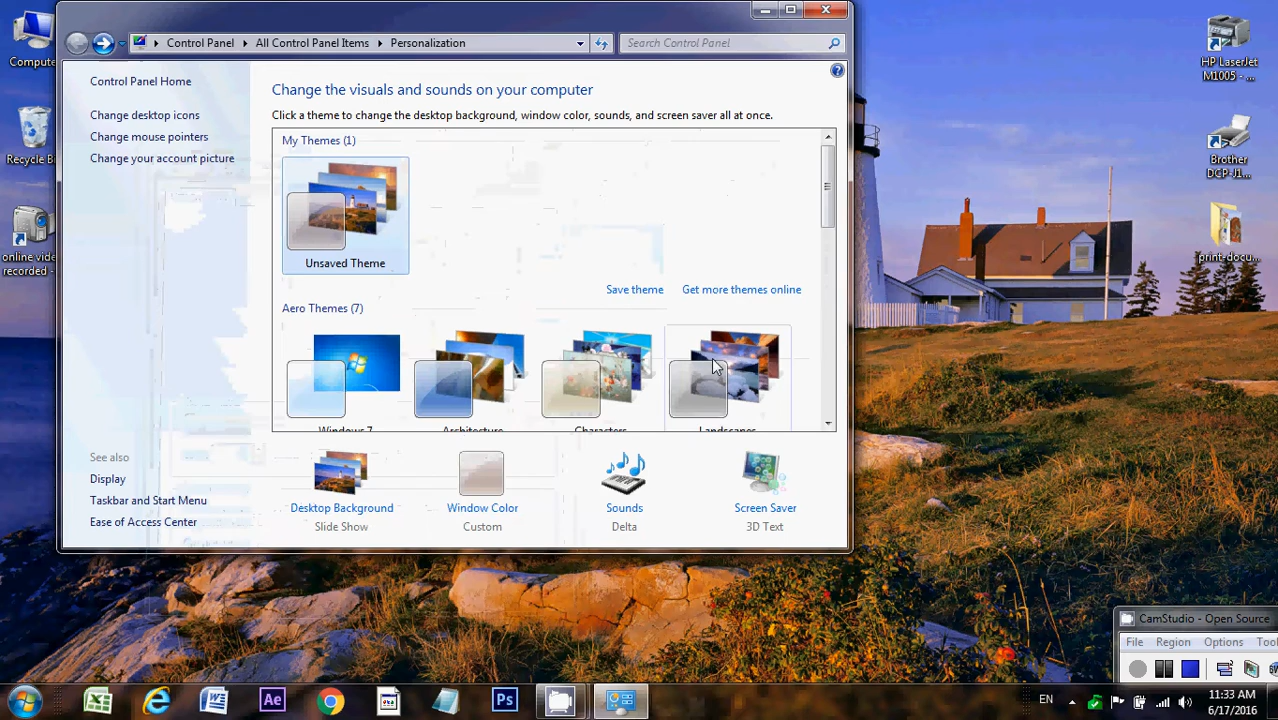 Control Panel
All Control Panel Items
Personalization
Search Control Panel
Control Panel Home
Change desktop icons
Change mouse pointers
Change your account picture
See also
Display
Taskbar and Start Menu
Ease of Access Center
Change the visuals and sounds on your computer
Click a theme to change the desktop background, window color, sounds, and screen saver all at once.
My Themes (1)
Unsaved Theme
Save theme
Get more themes online
Aero Themes (7)
Windows 7
Architecture
Characters
Landscapes
Desktop Background
Slide Show
Window Color
Custom
Sounds
Delta
Screen Saver
3D Text
Compute
Recycle B
online vide
recorded -
HP LaserJet
M1005 - ...
Brother
DCP-J1...
print-docu...
CamStudio - Open Source
File Region Options Tool
Ae
Ps
EN
11:33 AM
6/17/2016